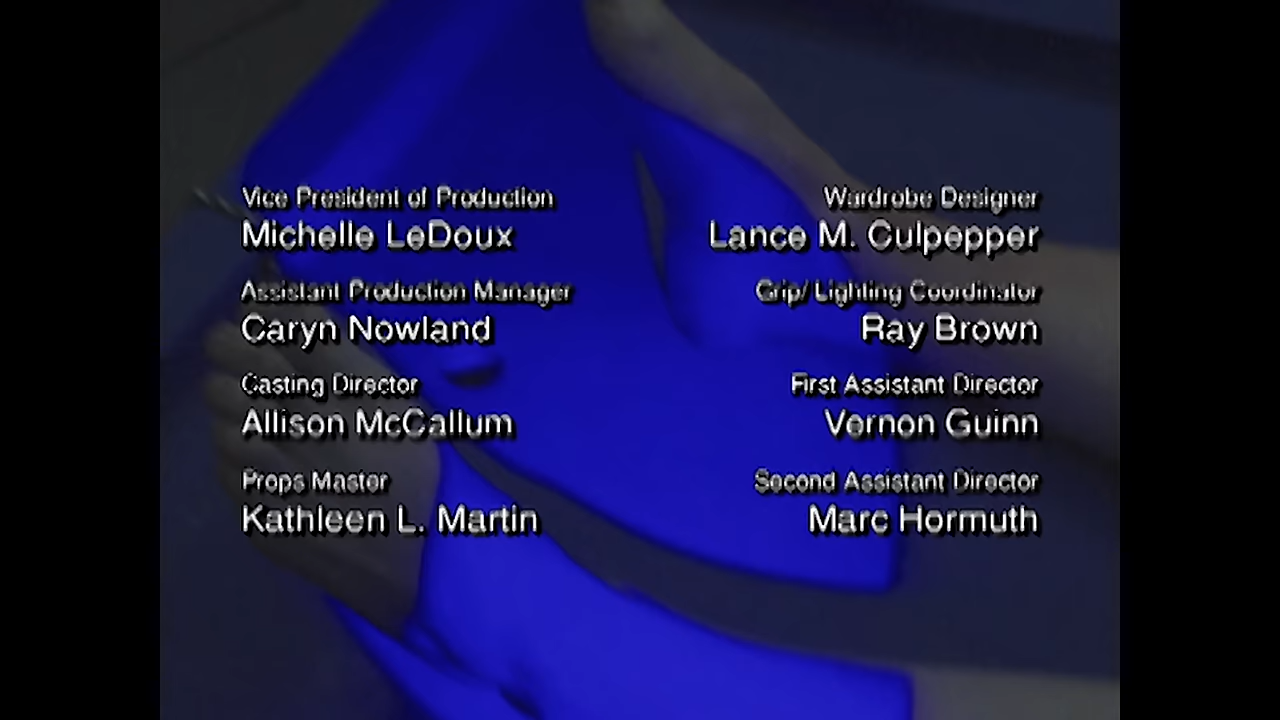 Vice President of Production
Michelle LeDoux
Assistant Production Manager
Caryn Nowland
Casting Director
Allison McCallum
Props Master
Kathleen L. Martin
Wardrobe Designer
Lance M. Culpepper
Grip/ Lighting Coordinator
Ray Brown
First Assistant Director
Vernon Guinn
Second Assistant Director
Marc Hormuth